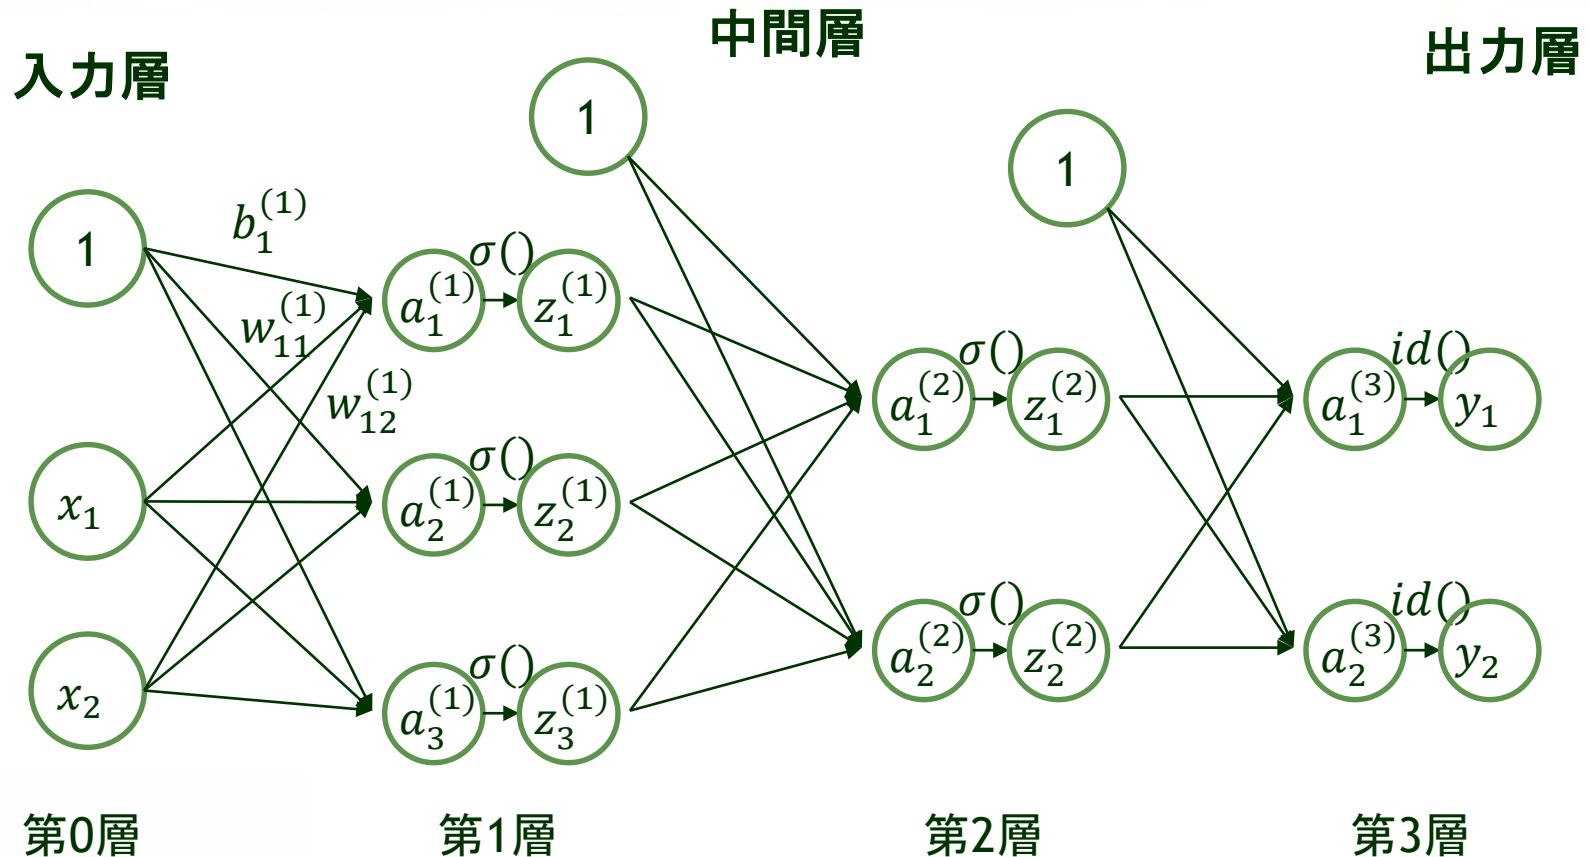 中間層
入力層
出力層
1
1
1
b_1^{(1)}
w_{11}^{(1)}
w_{12}^{(1)}
a_1^{(1)} σ() z_1^{(1)}
a_1^{(2)} σ() z_1^{(2)}
a_1^{(3)} id() y_1
x_1
a_2^{(1)} σ() z_2^{(1)}
a_2^{(2)} σ() z_2^{(2)}
a_2^{(3)} id() y_2
x_2
a_3^{(1)} σ() z_3^{(1)}
第0層 第1層 第2層 第3層